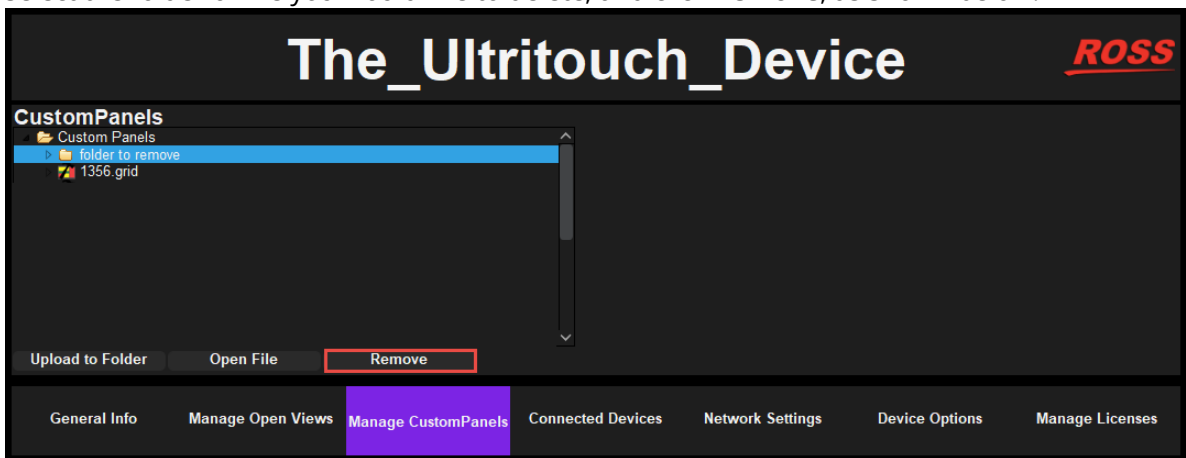 The_Ultritouch_Device
ROSS
CustomPanels
Custom Panels
folder to remove
1356.grid
Upload to Folder
Open File
Remove
General Info
Manage Open Views
Manage CustomPanels
Connected Devices
Network Settings
Device Options
Manage Licenses